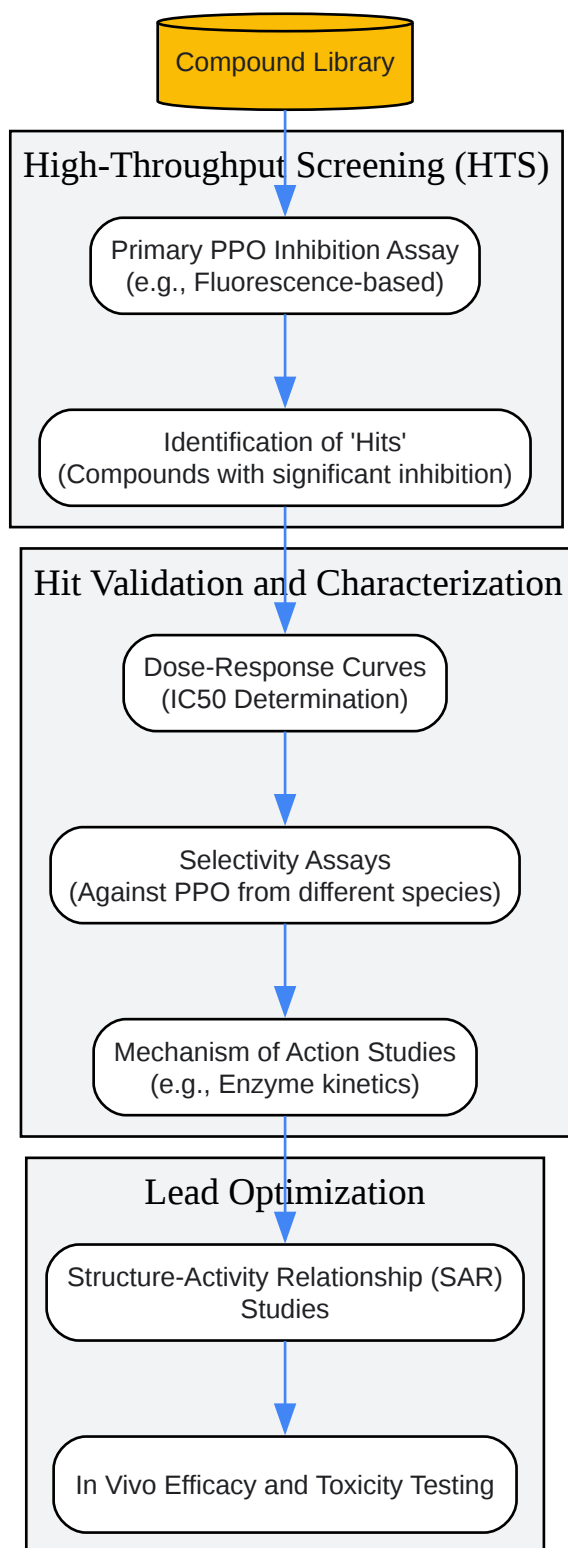 Compound Library
High-Throughput Screening (HTS)
Primary PPO Inhibition Assay
(e.g., Fluorescence-based)
Identification of 'Hits'
(Compounds with significant inhibition)
Hit Validation and Characterization
Dose-Response Curves
(IC50 Determination)
Selectivity Assays
(Against PPO from different species)
Mechanism of Action Studies
(e.g., Enzyme kinetics)
Lead Optimization
Structure-Activity Relationship (SAR)
Studies
In Vivo Efficacy and Toxicity Testing